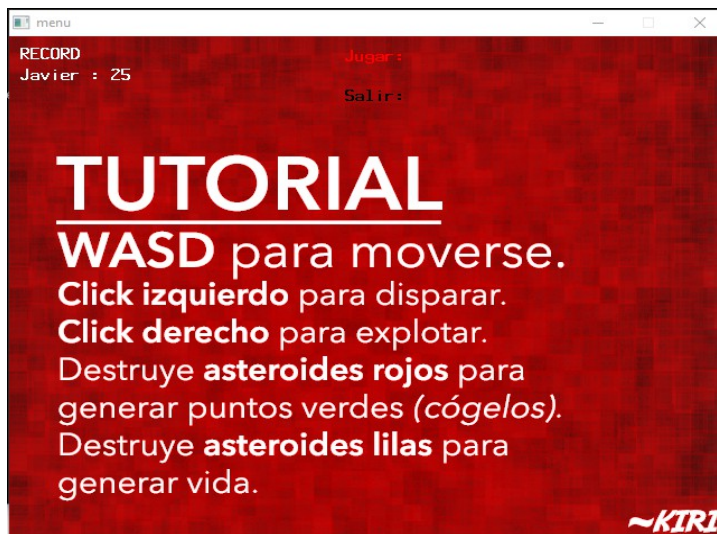 menu
RECORD
Javier : 25
Jugar:
Salir:
TUTORIAL
WASD para moverse.
Click izquierdo para disparar.
Click derecho para explotar.
Destruye asteroides rojos para
generar puntos verdes (cógelos).
Destruye asteroides lilas para
generar vida.
~KIRI